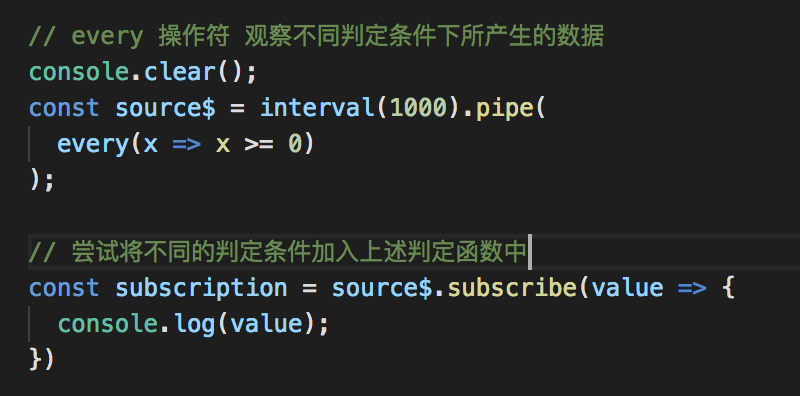 // every 操作符 观察不同判定条件下所产生的数据
console.clear();
const source$ = interval(1000).pipe(
  every(x => x >= 0)
);
// 尝试将不同的判定条件加入上述判定函数中
const subscription = source$.subscribe(value => {
  console.log(value);
})